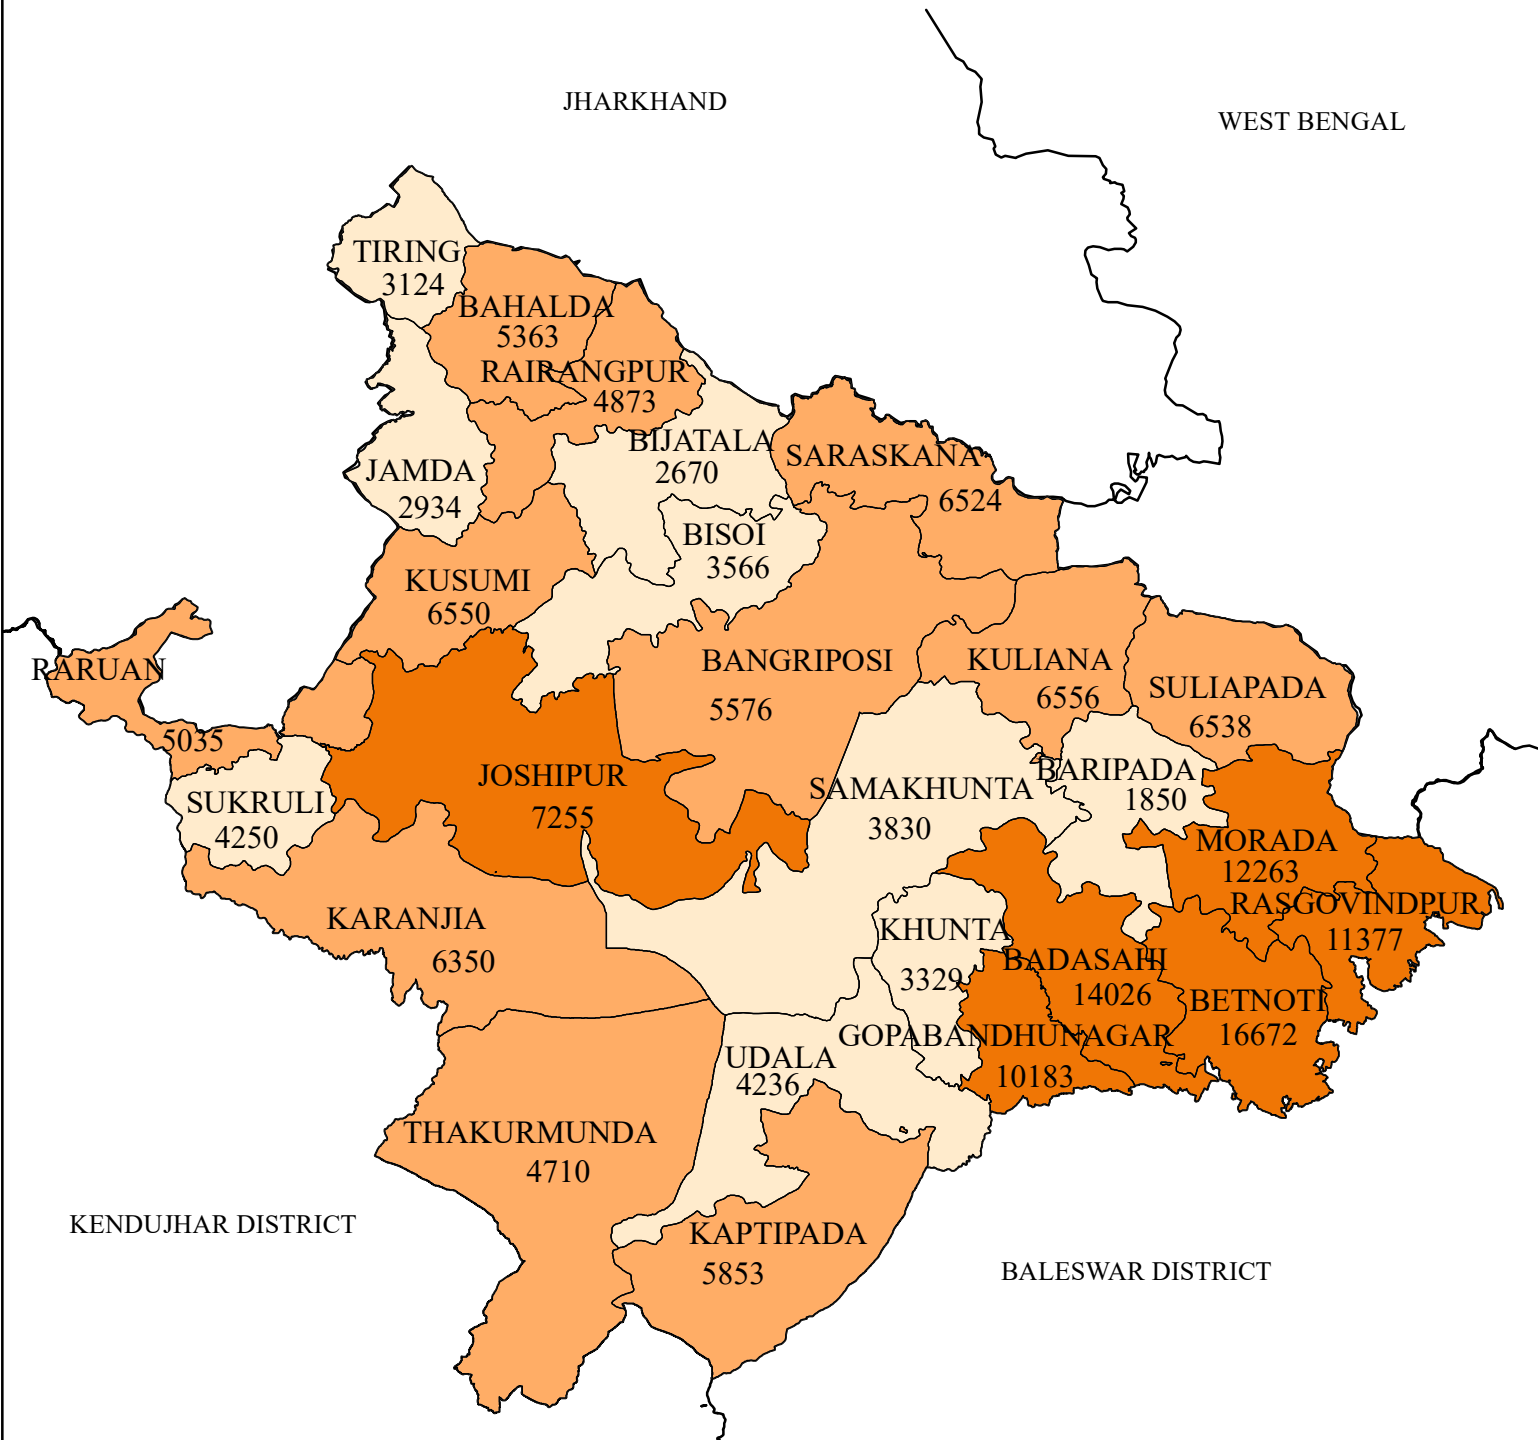 JHARKHAND
WEST BENGAL
TIRING
3124
BAHALDA
5363
RAIRANGPUR
4873
BIJATALA
2670
SARASKANA
6524
JAMDA
2934
BISOI
3566
KUSUMI
6550
RARUAN
5035
BANGRIPOSI
5576
KULIANA
6556
SULIAPADA
6538
SUKRULI
4250
JOSHIPUR
7255
SAMAKHUNTA
3830
BARIPADA
1850
MORADA
12263
RASGOVINDPUR
11377
KARANJIA
6350
KHUNTA
3329
BADASAHI
14026
BETNOTI
16672
GOPABANDHUNAGAR
10183
UDALA
4236
THAKURMUNDA
4710
KAPTIPADA
5853
KENDUJHAR DISTRICT
BALESWAR DISTRICT